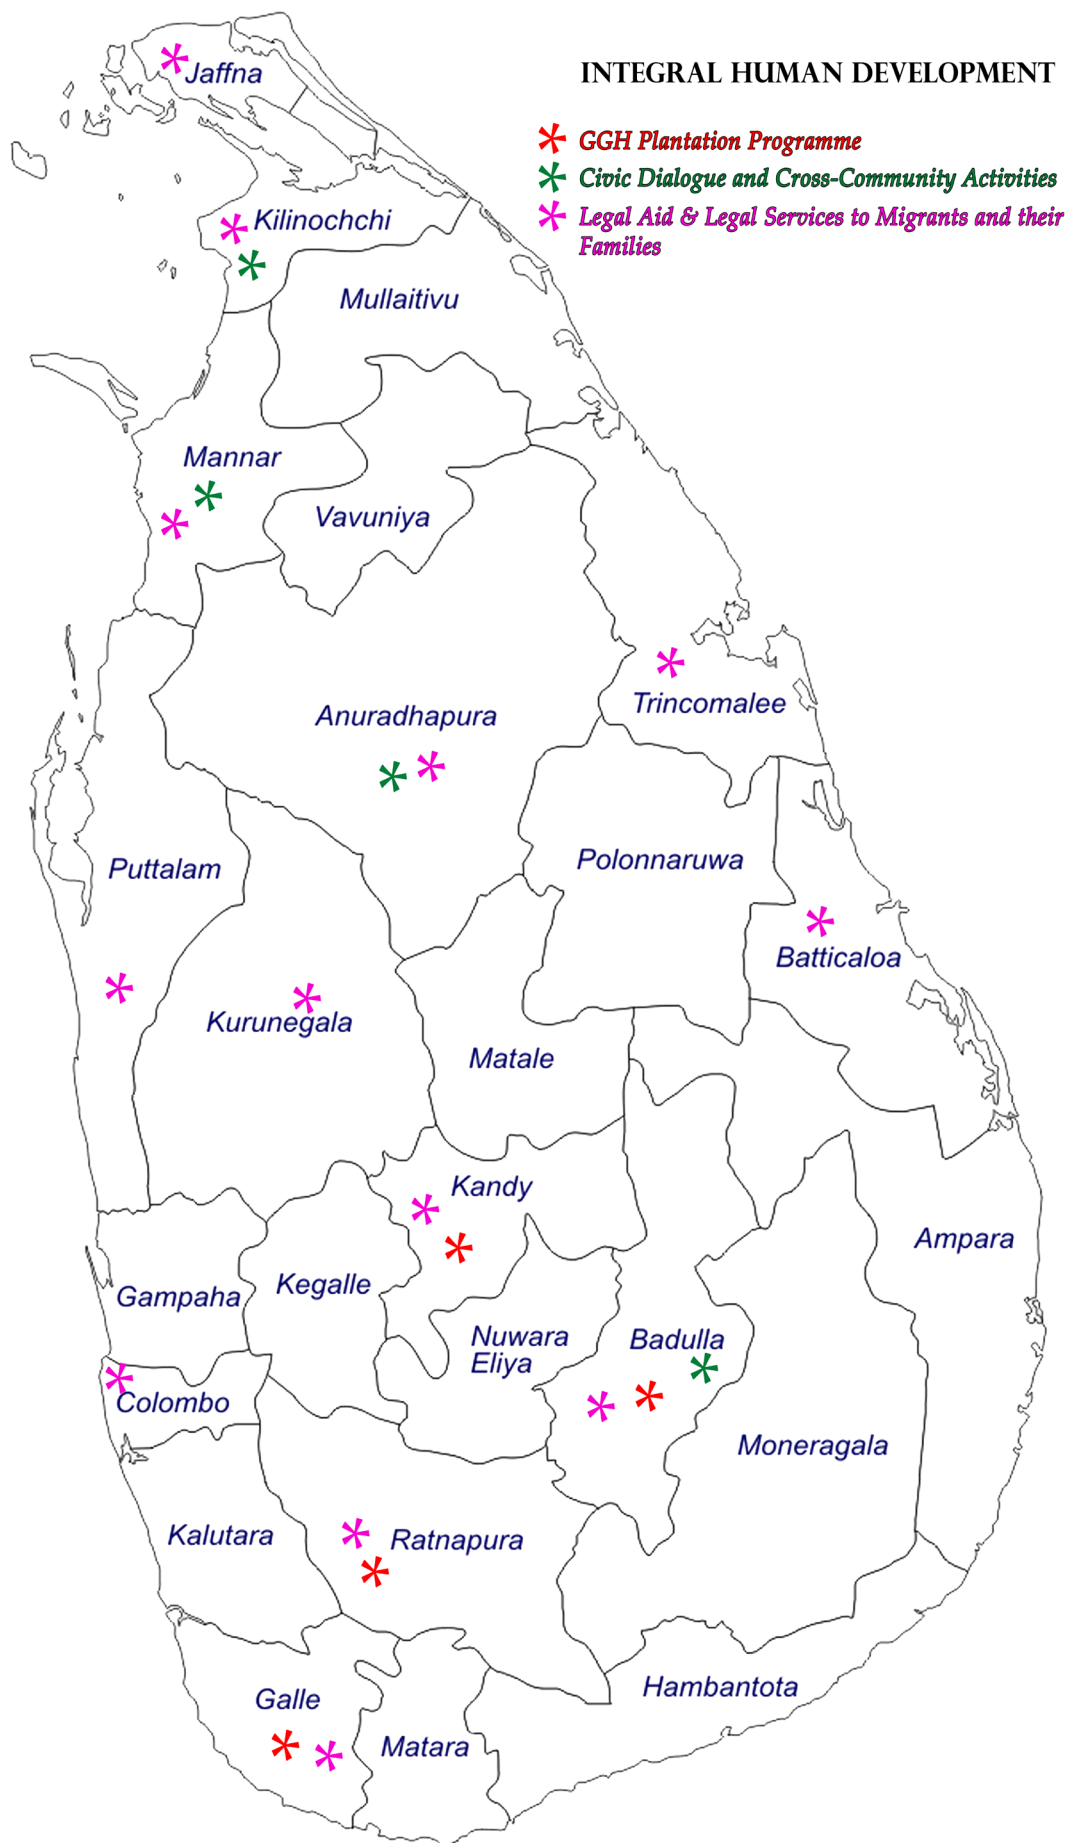 INTEGRAL HUMAN DEVELOPMENT
GGH Plantation Programme
Civic Dialogue and Cross-Community Activities
Legal Aid & Legal Services to Migrants and their
Families
Jaffna
Kilinochchi
Mullaitivu
Mannar
Vavuniya
Trincomalee
Anuradhapura
Polonnaruwa
Puttalam
Batticaloa
Kurunegala
Matale
Kandy
Ampara
Kegalle
Gampaha
Nuwara
Eliya
Badulla
Colombo
Moneragala
Kalutara
Ratnapura
Hambantota
Galle
Matara